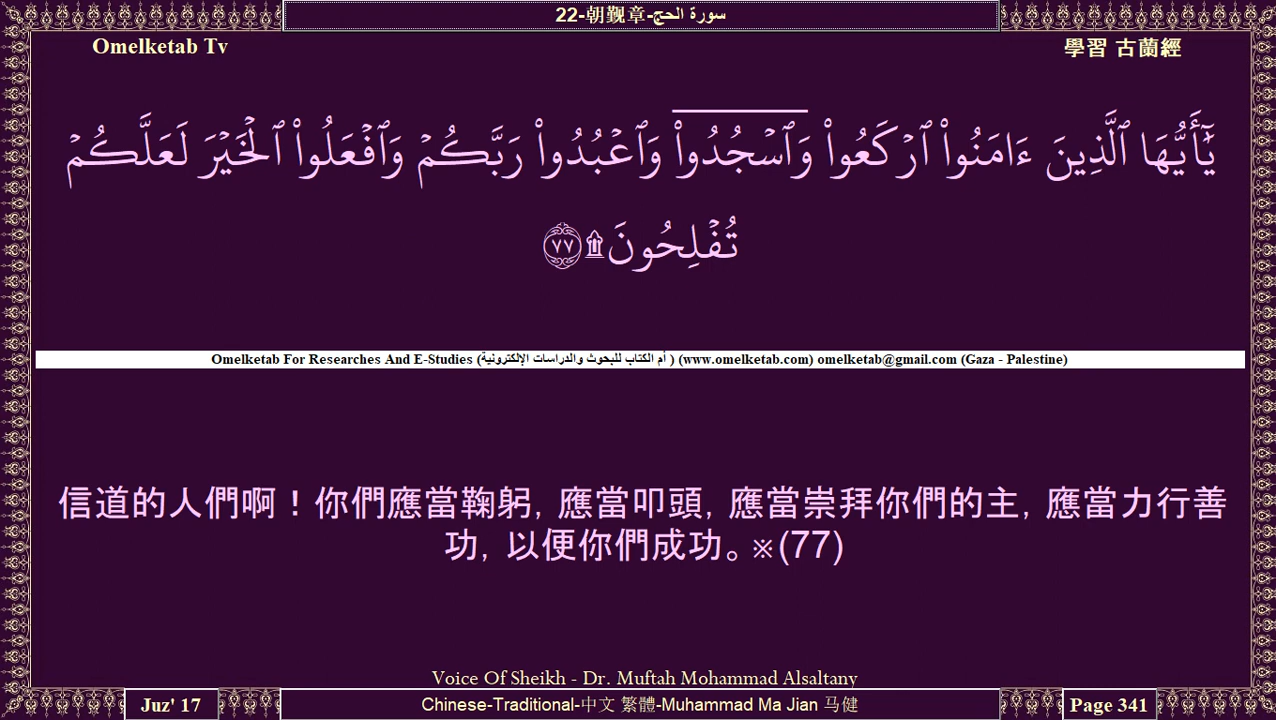 22-朝觐章-سورة الحج
Omelketab Tv
學習 古蘭經
يَٰٓأَيُّهَا ٱلَّذِينَ ءَامَنُوا۟ ٱرْكَعُوا۟ وَٱسْجُدُوا۟ وَٱعْبُدُوا۟ رَبَّكُمْ وَٱفْعَلُوا۟ ٱلْخَيْرَ لَعَلَّكُمْ
تُفْلِحُونَ۩ ٧٧
Omelketab For Researches And E-Studies (أم الكتاب للبحوث والدراسات الإلكترونية ) (www.omelketab.com) omelketab@gmail.com (Gaza - Palestine)
信道的人們啊！你們應當鞠躬，應當叩頭，應當崇拜你們的主，應當力行善
功，以便你們成功。※(77)
Voice Of Sheikh - Dr. Muftah Mohammad Alsaltany
Juz' 17
Chinese-Traditional-中文 繁體-Muhammad Ma Jian 马健
Page 341